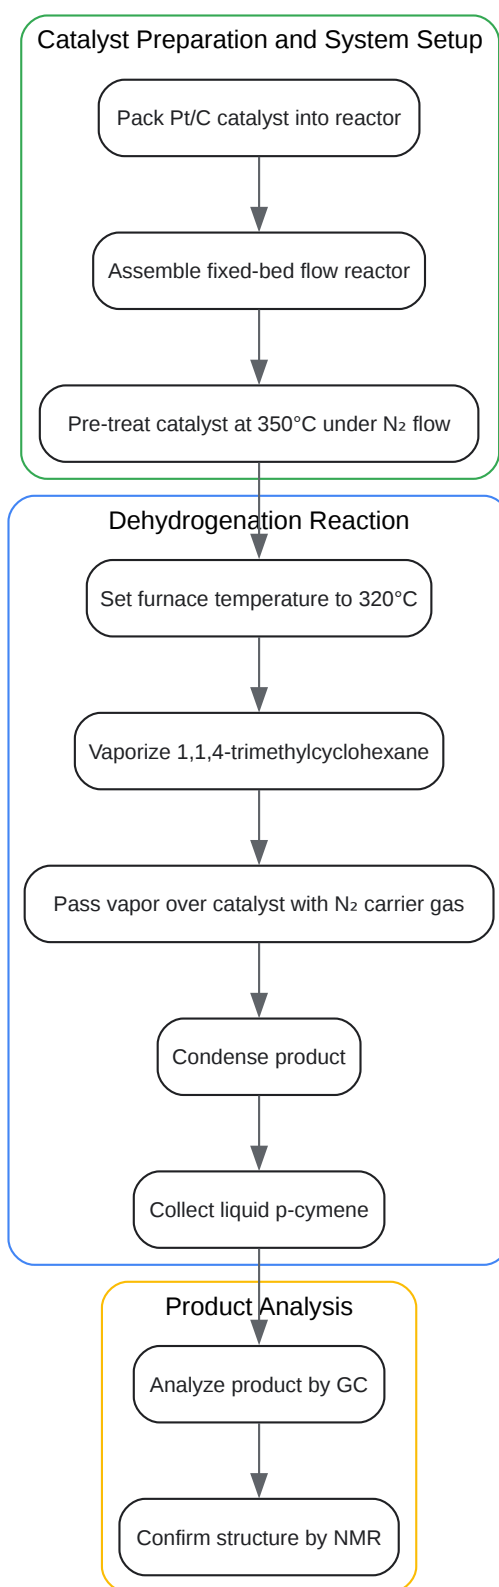 Catalyst Preparation and System Setup
Pack Pt/C catalyst into reactor
Assemble fixed-bed flow reactor
Pre-treat catalyst at 350°C under N₂ flow
Dehydrogenation Reaction
Set furnace temperature to 320°C
Vaporize 1,1,4-trimethylcyclohexane
Pass vapor over catalyst with N₂ carrier gas
Condense product
Collect liquid p-cymene
Product Analysis
Analyze product by GC
Confirm structure by NMR